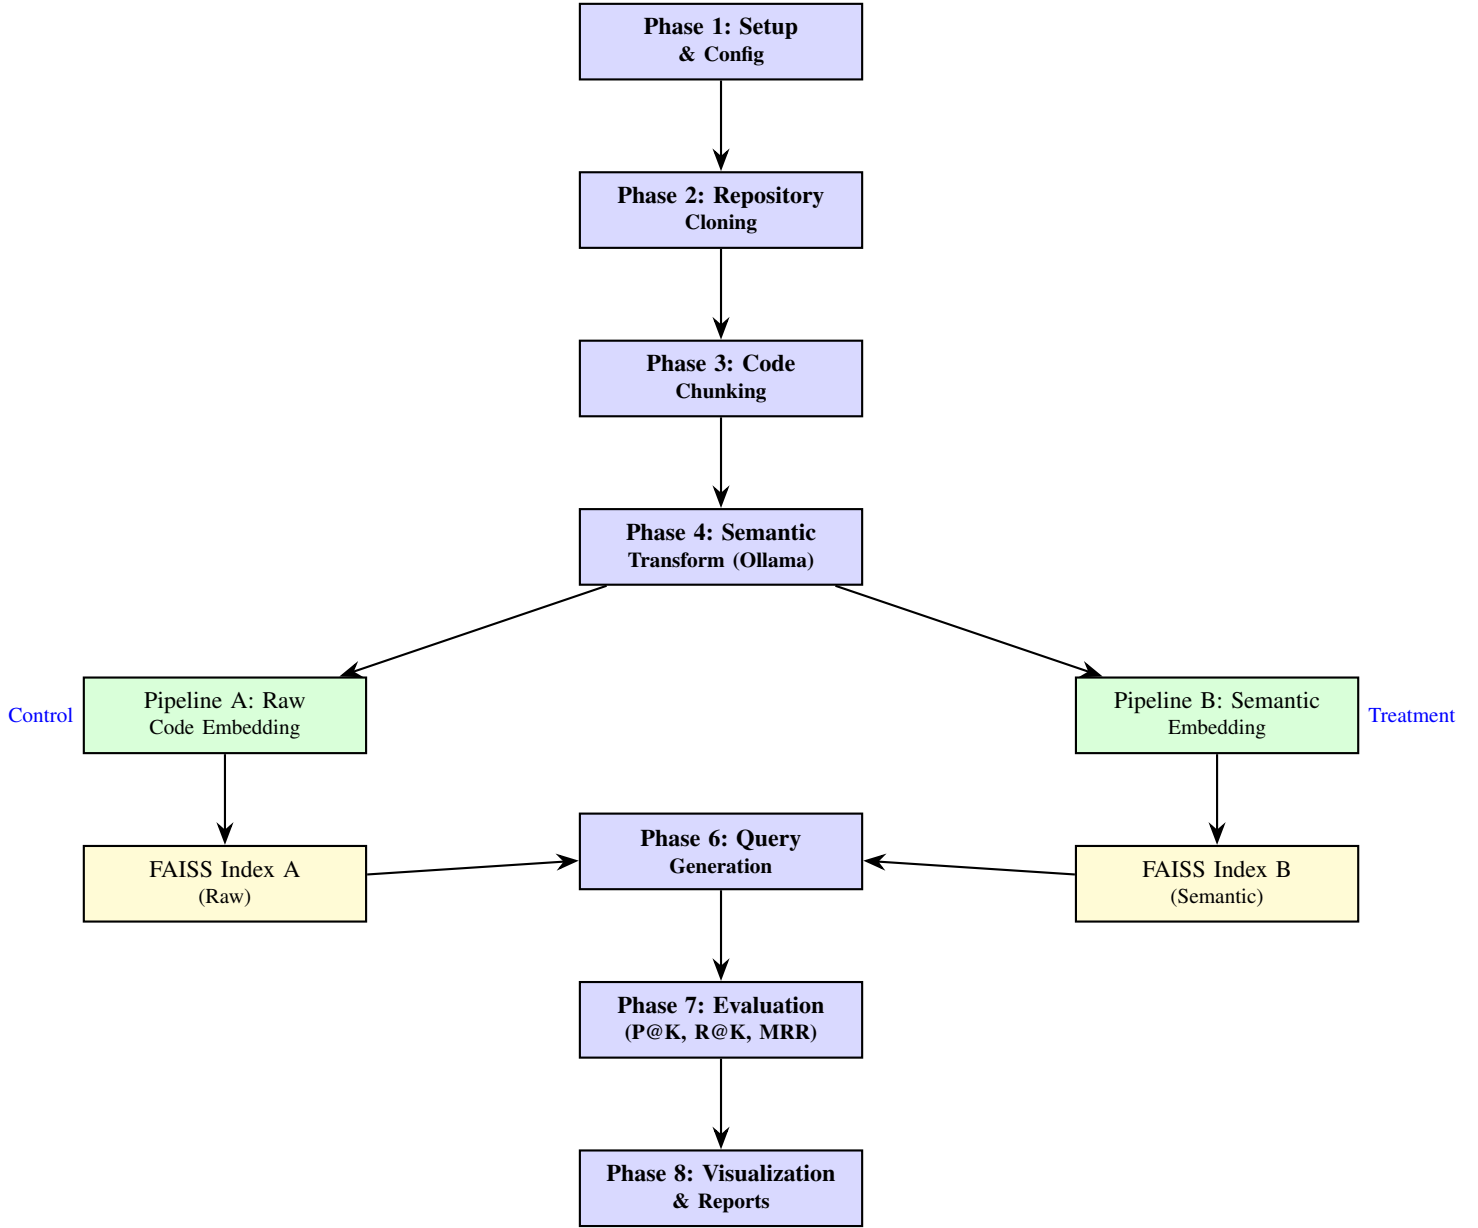 Phase 1: Setup
& Config
Phase 2: Repository
Cloning
Phase 3: Code
Chunking
Phase 4: Semantic
Transform (Ollama)
Control
Pipeline A: Raw
Code Embedding
Pipeline B: Semantic
Embedding
Treatment
FAISS Index A
(Raw)
Phase 6: Query
Generation
FAISS Index B
(Semantic)
Phase 7: Evaluation
(P@K, R@K, MRR)
Phase 8: Visualization
& Reports